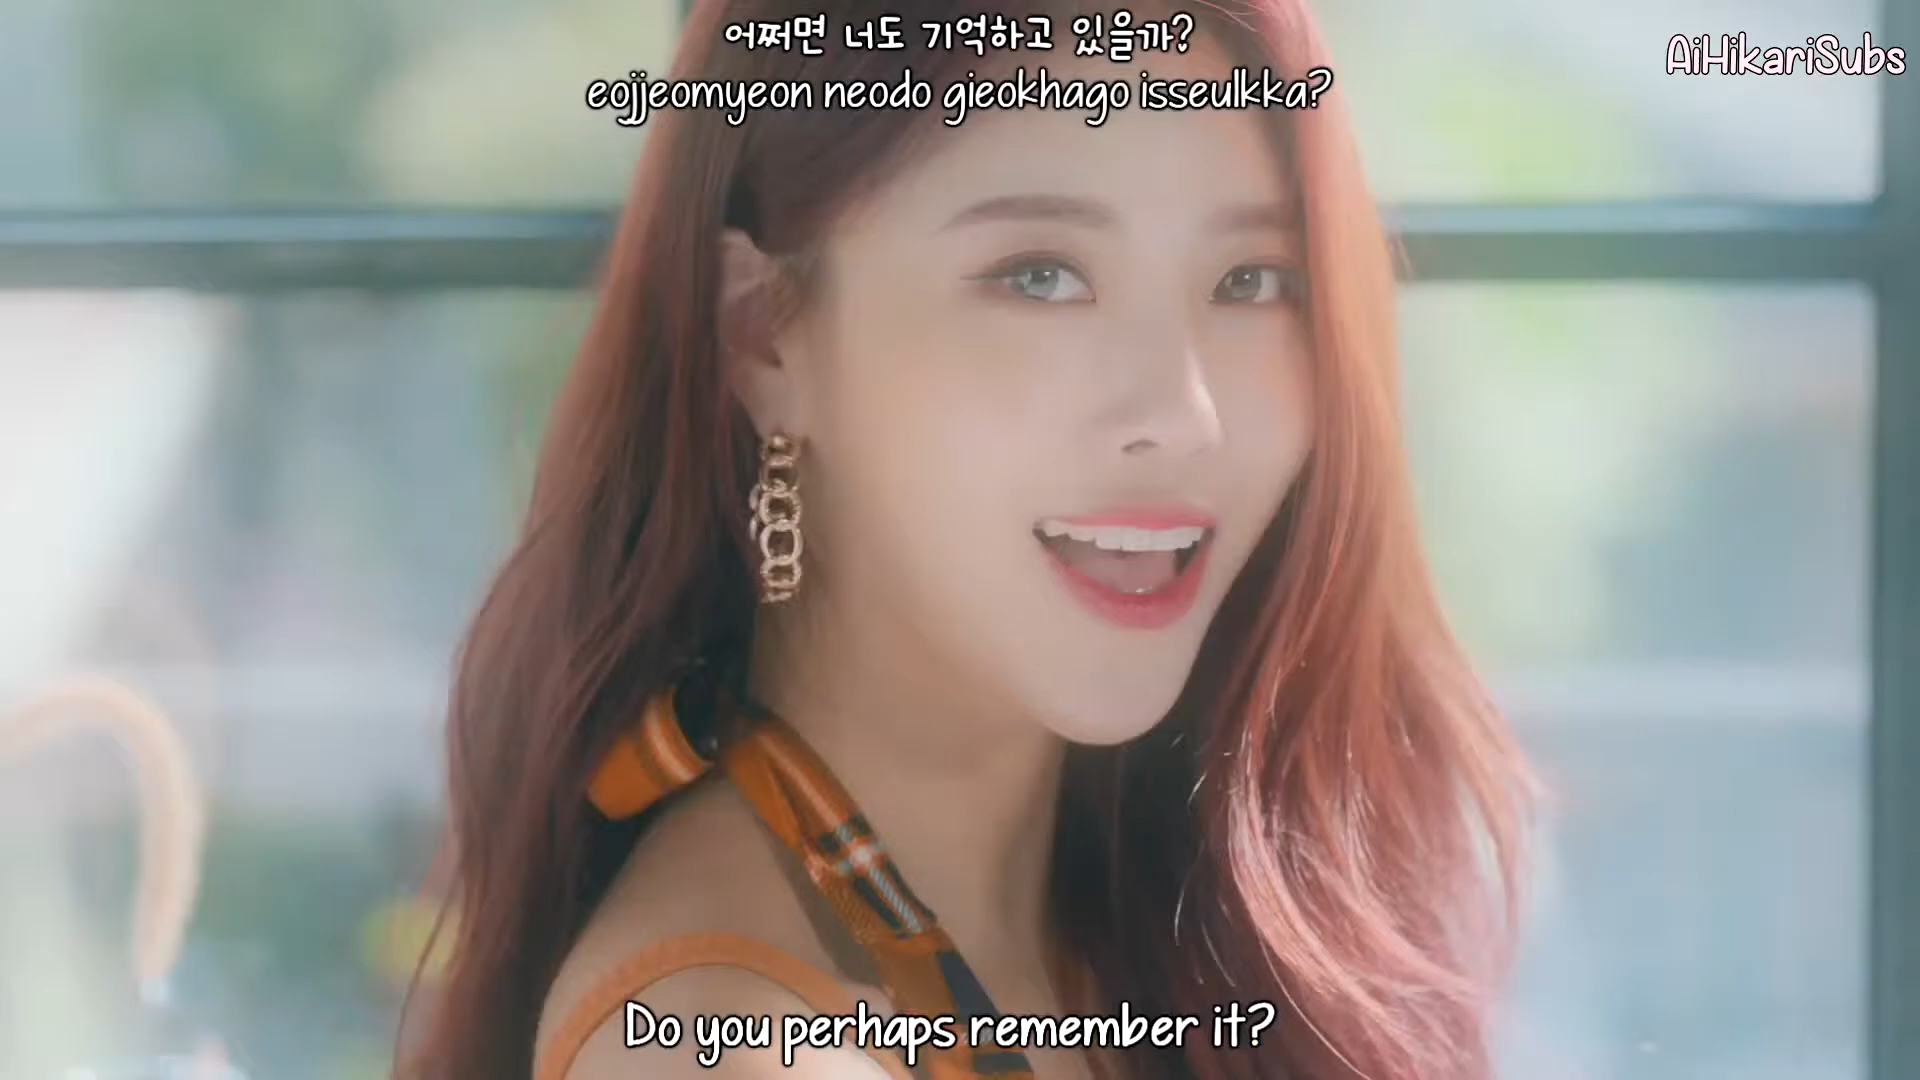 어쩌면 너도 기억하고 있을까?
AiHikariSubs
eojjeomyeon neodo gieokhago isseulkka?
Do you perhaps remember it?